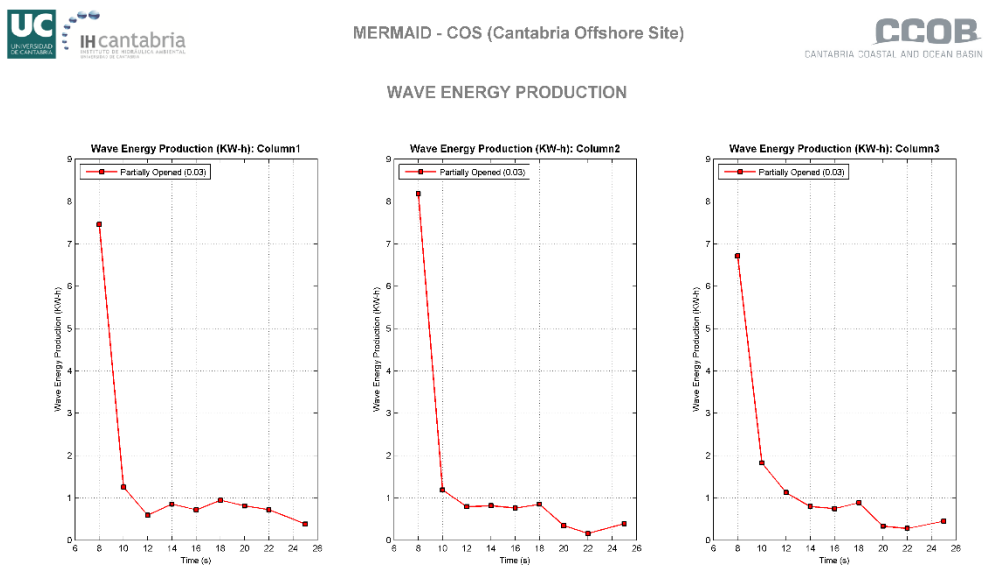 UC
UNIVERSIDAD
DE CANTABRIA
IHcantabria
INSTITUTO DE HIDRÁULICA AMBIENTAL
UNIVERSIDAD DE CANTABRIA
MERMAID - COS (Cantabria Offshore Site)
CCOB
CANTABRIA COASTAL AND OCEAN BASIN
WAVE ENERGY PRODUCTION
Wave Energy Production (KW-h): Column1
Partially Opened (0.03)
Wave Energy Production (KW-h)
9
8
7
6
5
4
3
2
1
0
6 8 10 12 14 16 18 20 22 24 26
Time (s)
Wave Energy Production (KW-h): Column2
Partially Opened (0.03)
Wave Energy Production (KW-h)
9
8
7
6
5
4
3
2
1
0
6 8 10 12 14 16 18 20 22 24 26
Time (s)
Wave Energy Production (KW-h): Column3
Partially Opened (0.03)
Wave Energy Production (KW-h)
9
8
7
6
5
4
3
2
1
0
6 8 10 12 14 16 18 20 22 24 26
Time (s)